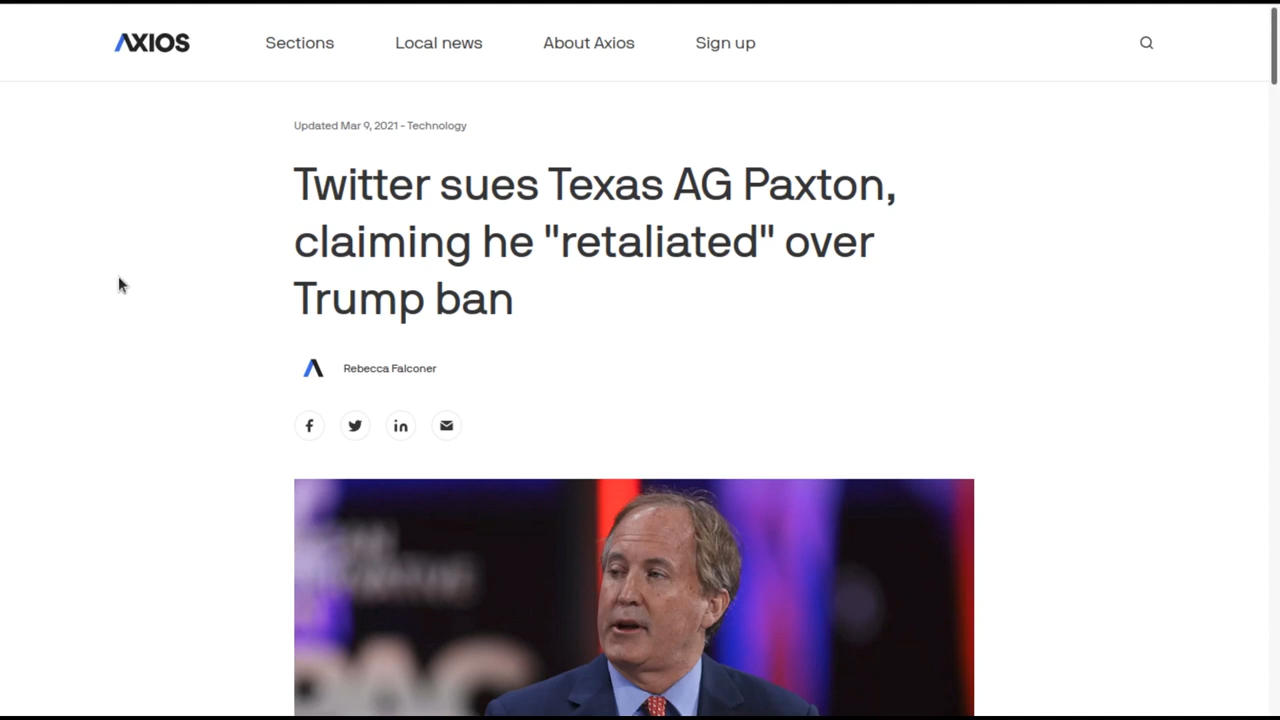 AXIOS
Sections
Local news
About Axios
Sign up
Updated Mar 9, 2021 - Technology
Twitter sues Texas AG Paxton,
claiming he "retaliated" over
Trump ban
Rebecca Falconer